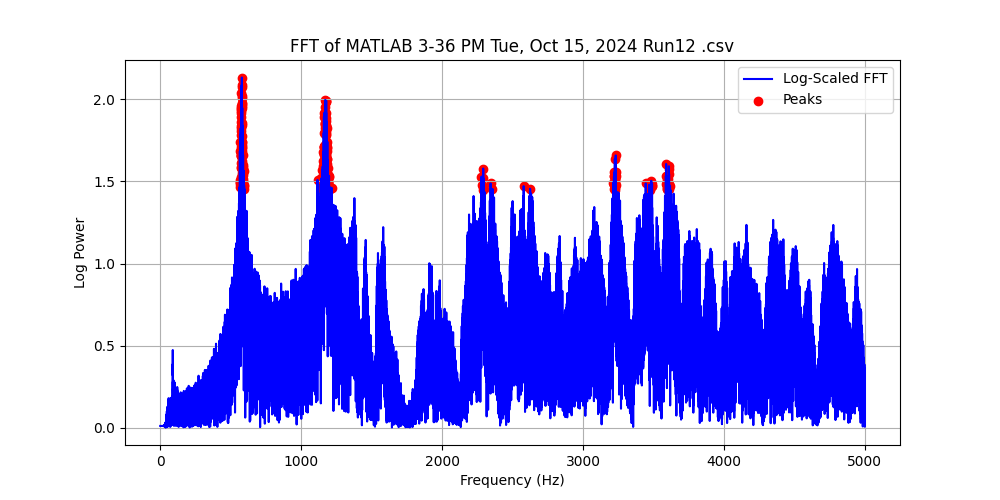 FFT of MATLAB 3-36 PM Tue, Oct 15, 2024 Run12 .csv
Log-Scaled FFT
Peaks
Log Power
2.0
1.5
1.0
0.5
0.0
0 1000 2000 3000 4000 5000
Frequency (Hz)